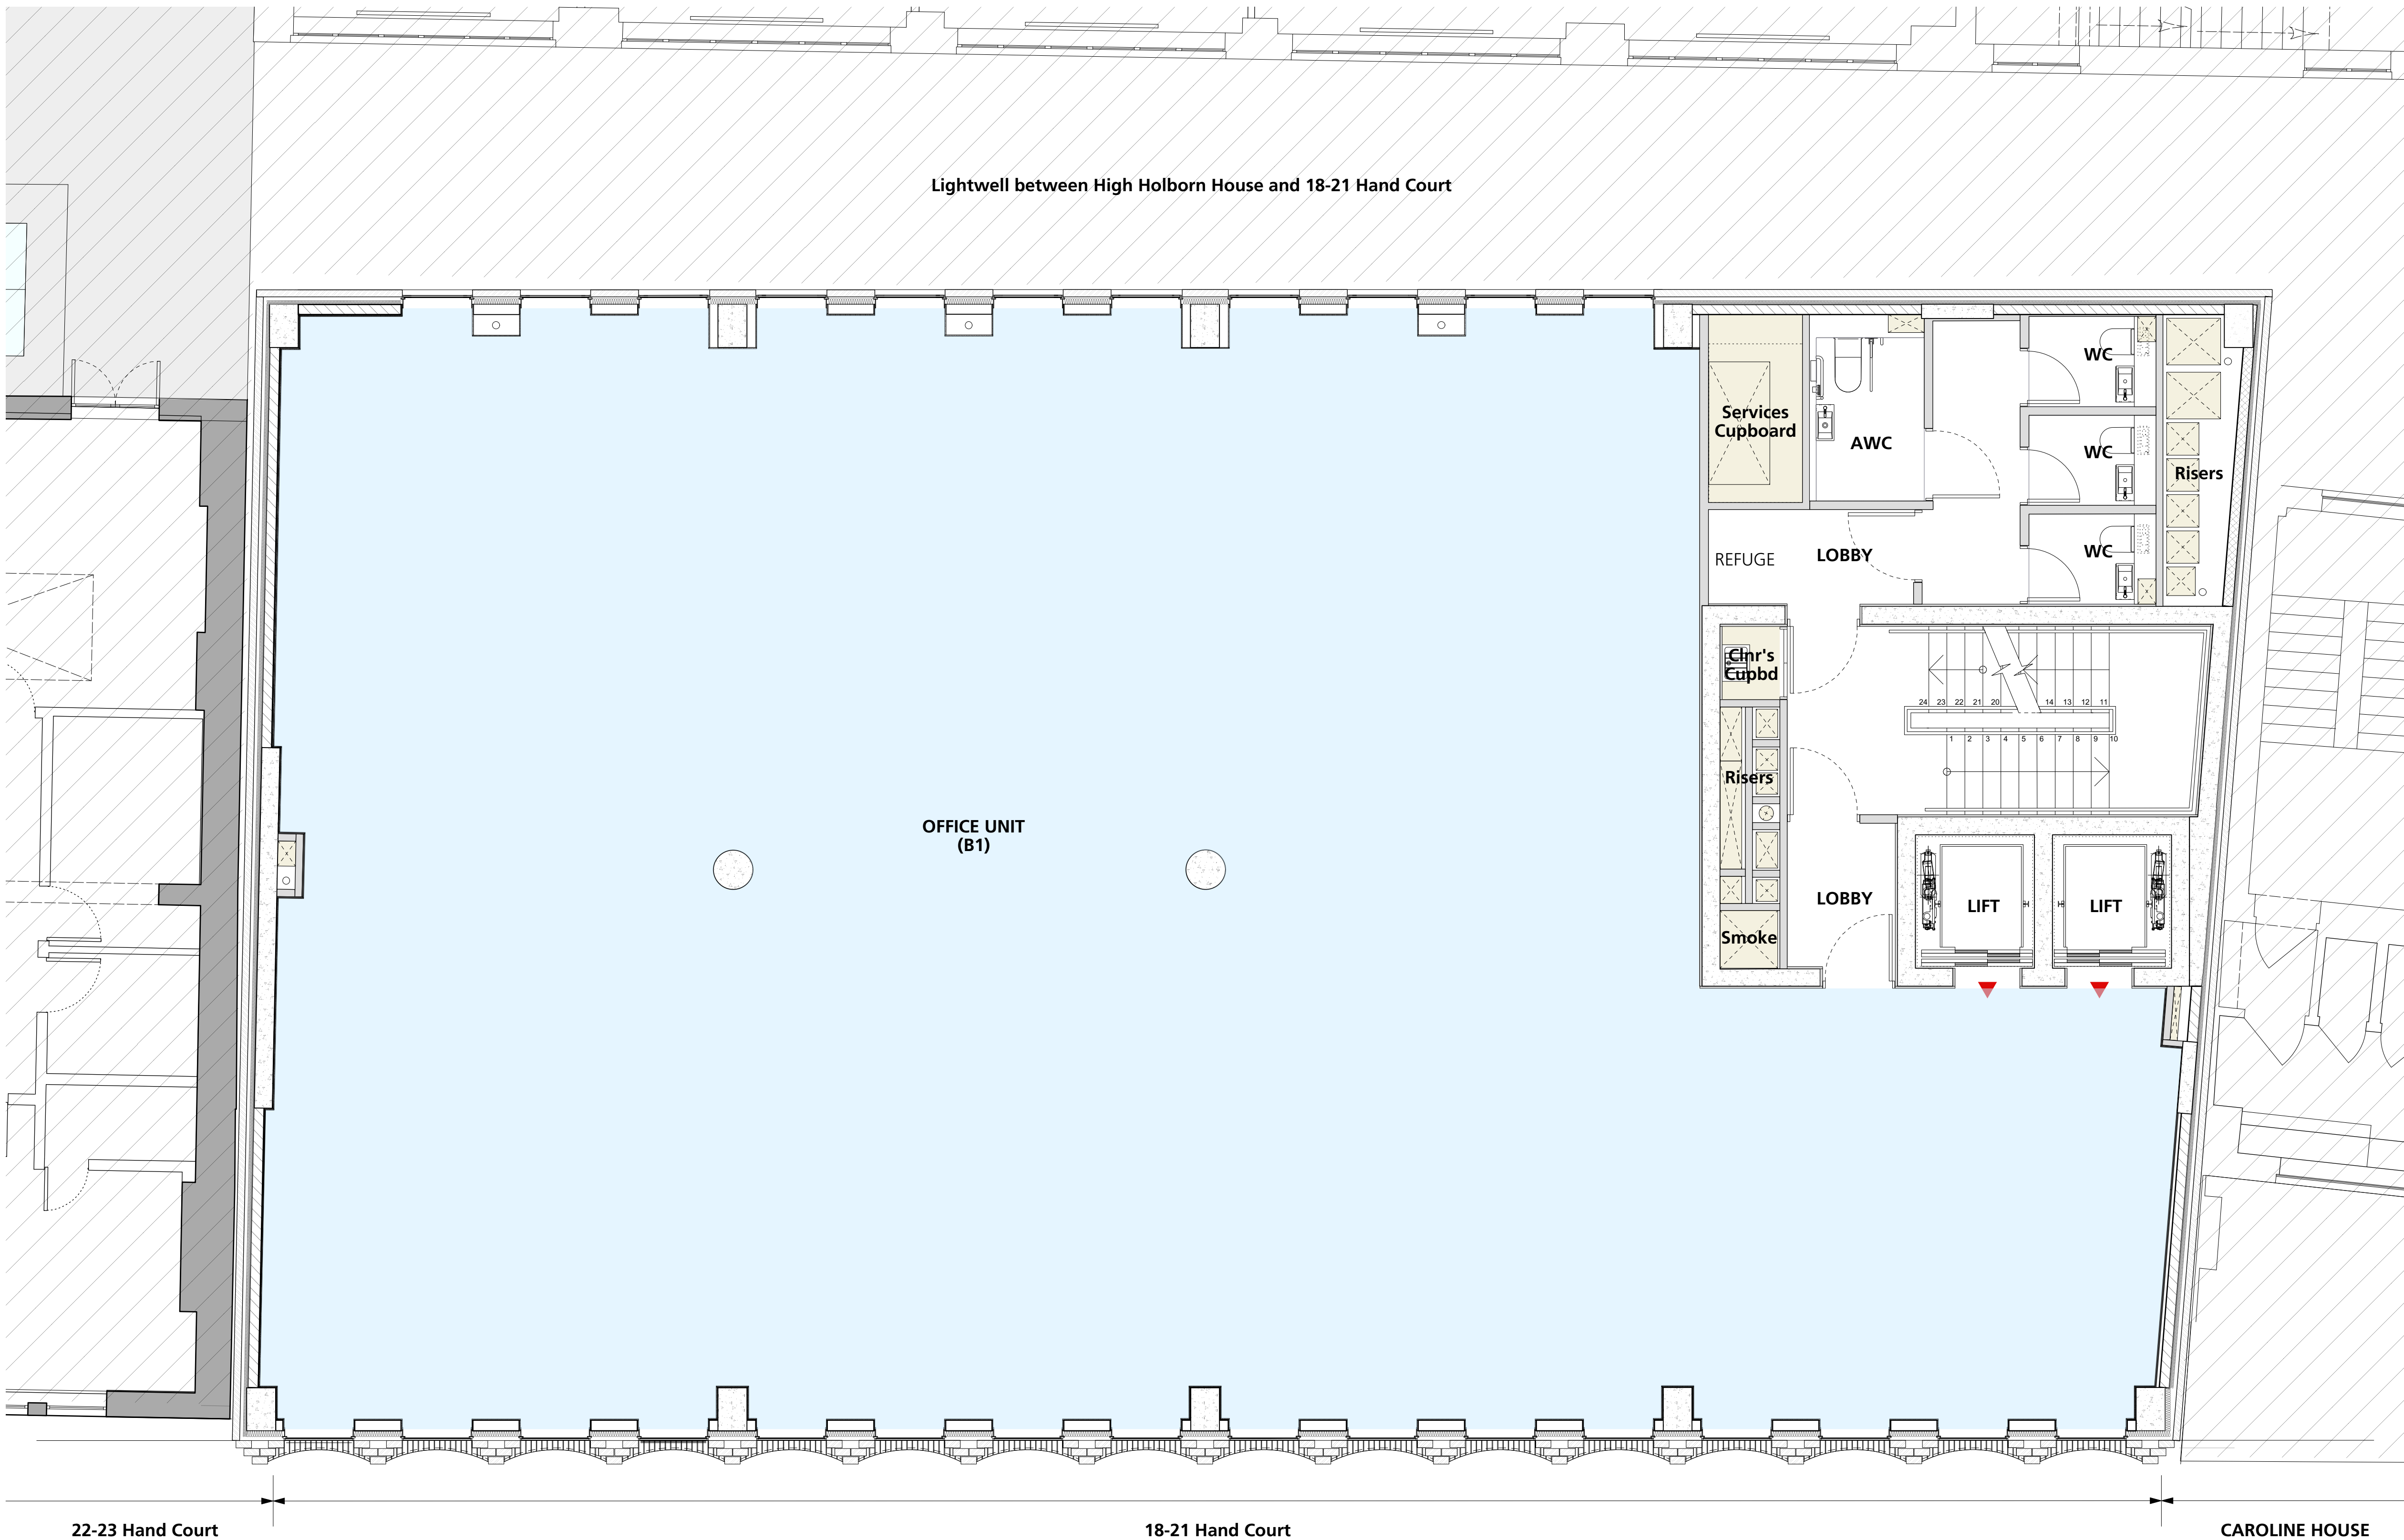 Lightwell between High Holborn House and 18-21 Hand Court
Services
Cupboard
AWC
WC
WC
Risers
REFUGE
LOBBY
WC
Clnr's
Cupbd
24 23 22 21 20 14 13 12 11
1 2 3 4 5 6 7 8 9 10
Risers
OFFICE UNIT
(B1)
LOBBY
LIFT
LIFT
Smoke
22-23 Hand Court
18-21 Hand Court
CAROLINE HOUSE